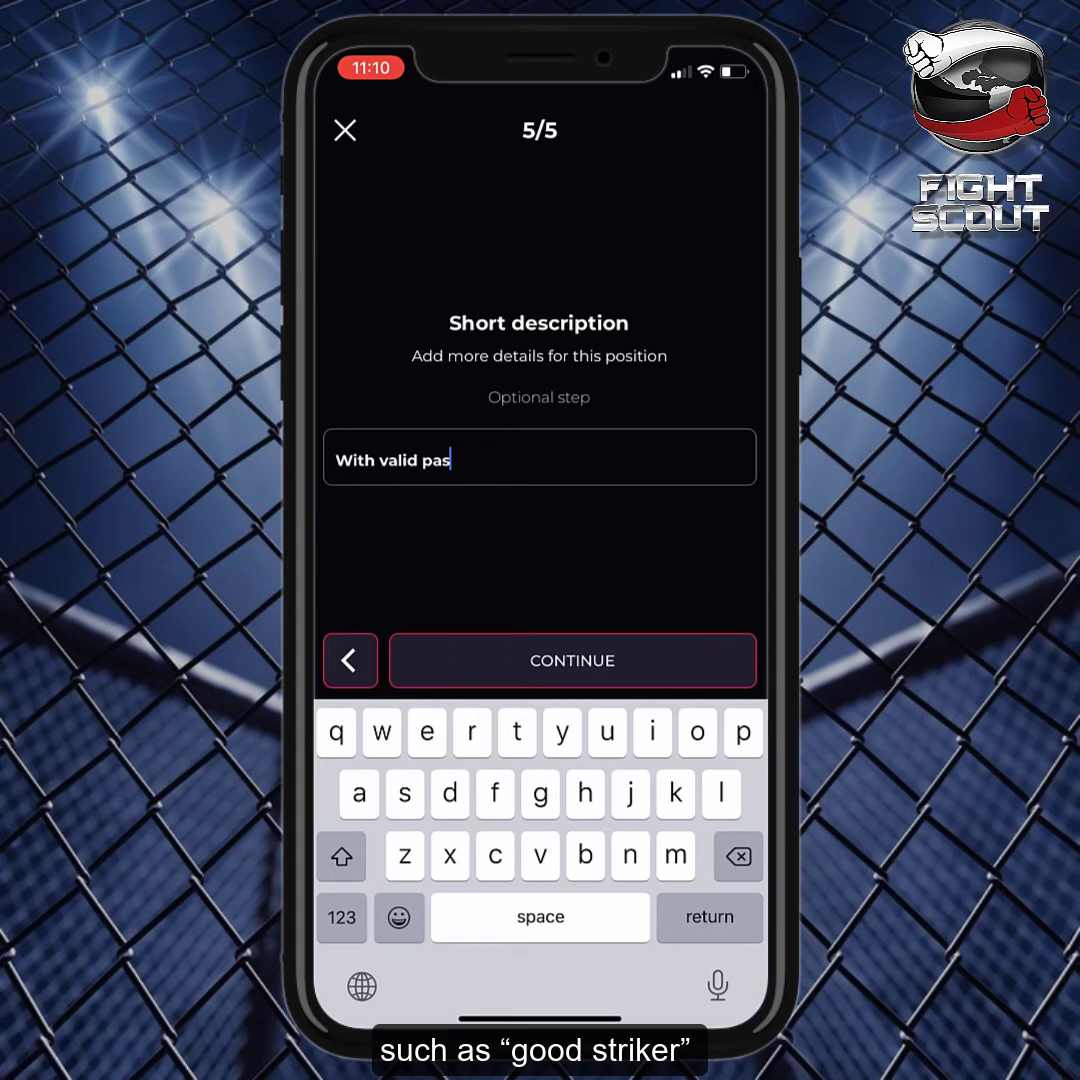 11:10
5/5
FIGHT
SCOUT
Short description
Add more details for this position
Optional step
With valid pas
CONTINUE
q w e r t y u i o p
a s d f g h j k l
z x c v b n m
123 space return
such as “good striker”